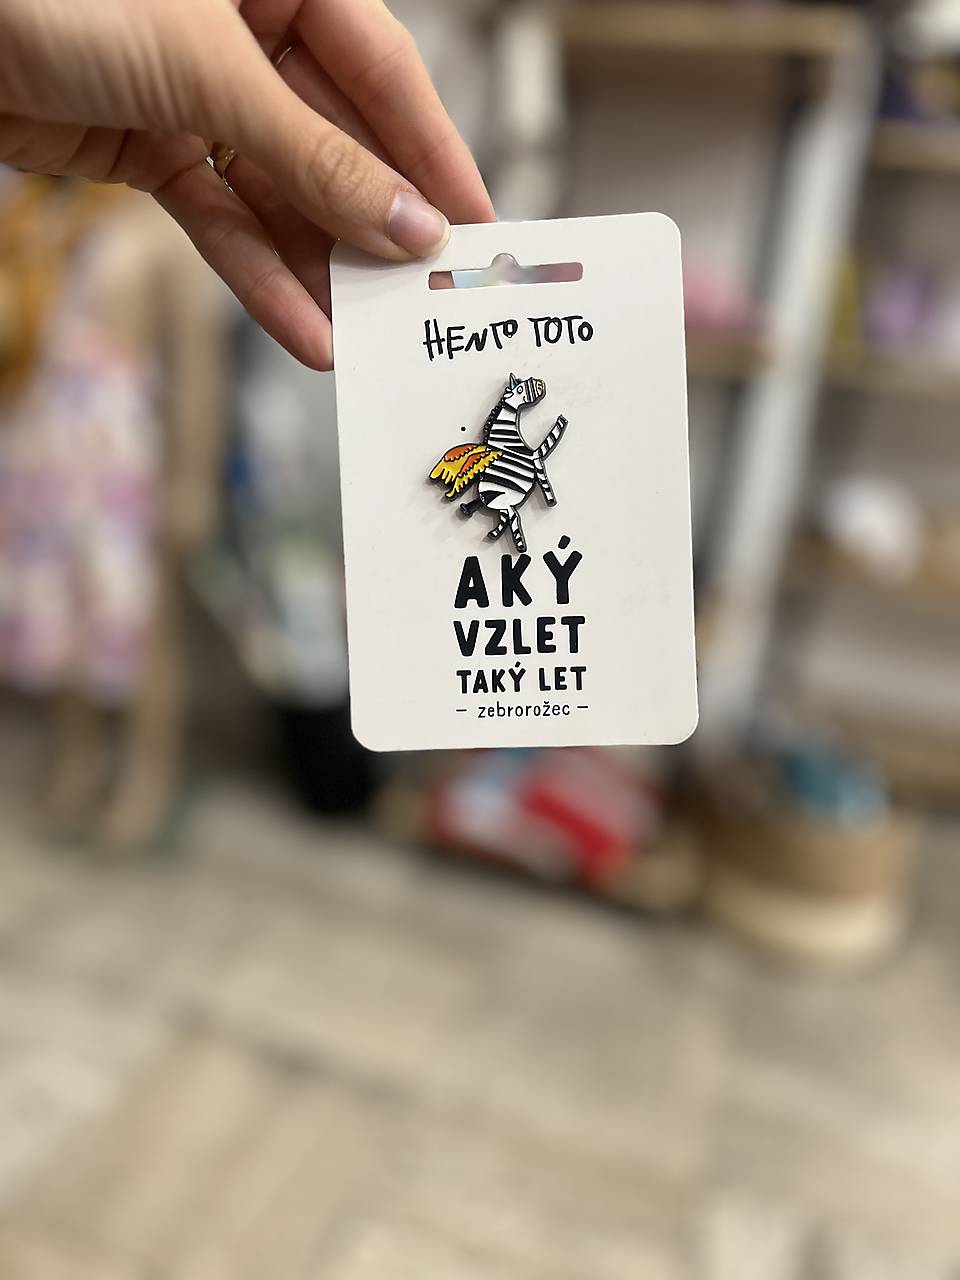 HENTO TOTO
AKÝ
VZLET
TAKÝ LET
– zebrorožec –